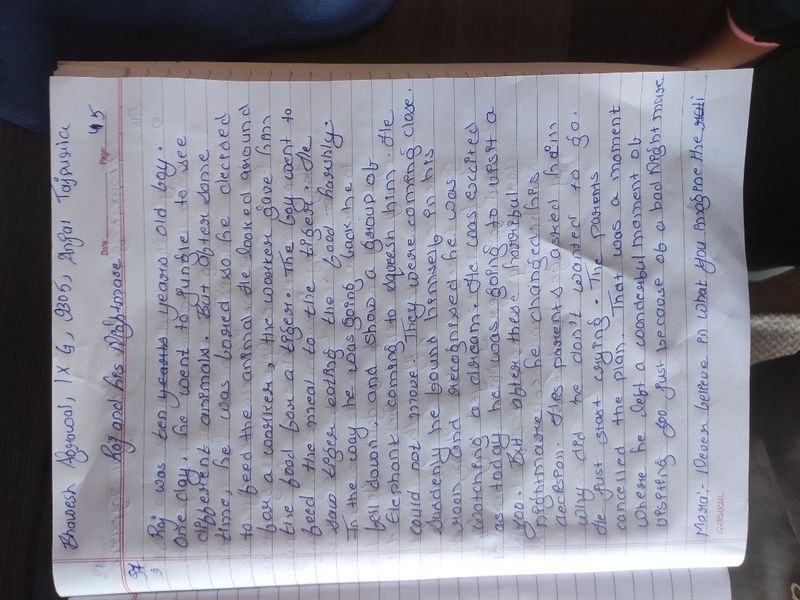 Bhavesh Agrawal, IX G, 9305, Anjal Tajpuria
Date
Page 45
Raj and his Nightmare
Raj was ten years years old boy.
One day, he went to jungle to see
different animals. But after some
time, he was bored so he decided
to feed the animal. He looked around
for a worker, the worker gave him
the food for a tiger. The boy went to
feed the meal to the tiger. He
saw tiger eating the food harshly.
In the way he was going back he
fell down, and show a group of
Elephant coming to squeesh him. He
could not move. They were coming close.
Suddenly he found himself in his
room and recognised he was
watching a dream. He was excited
as today he was going to visit a
zoo. But after these horrorful
nightmare, he changed his
decision. His parents asked him
why did he don't wanted to go.
He just start crying. The parents
cancelled the plan. That was a moment
where he left a wonderful moment of
visiting zoo just because of a bad Nightmare
Moral:- Never believe in what you imagine the